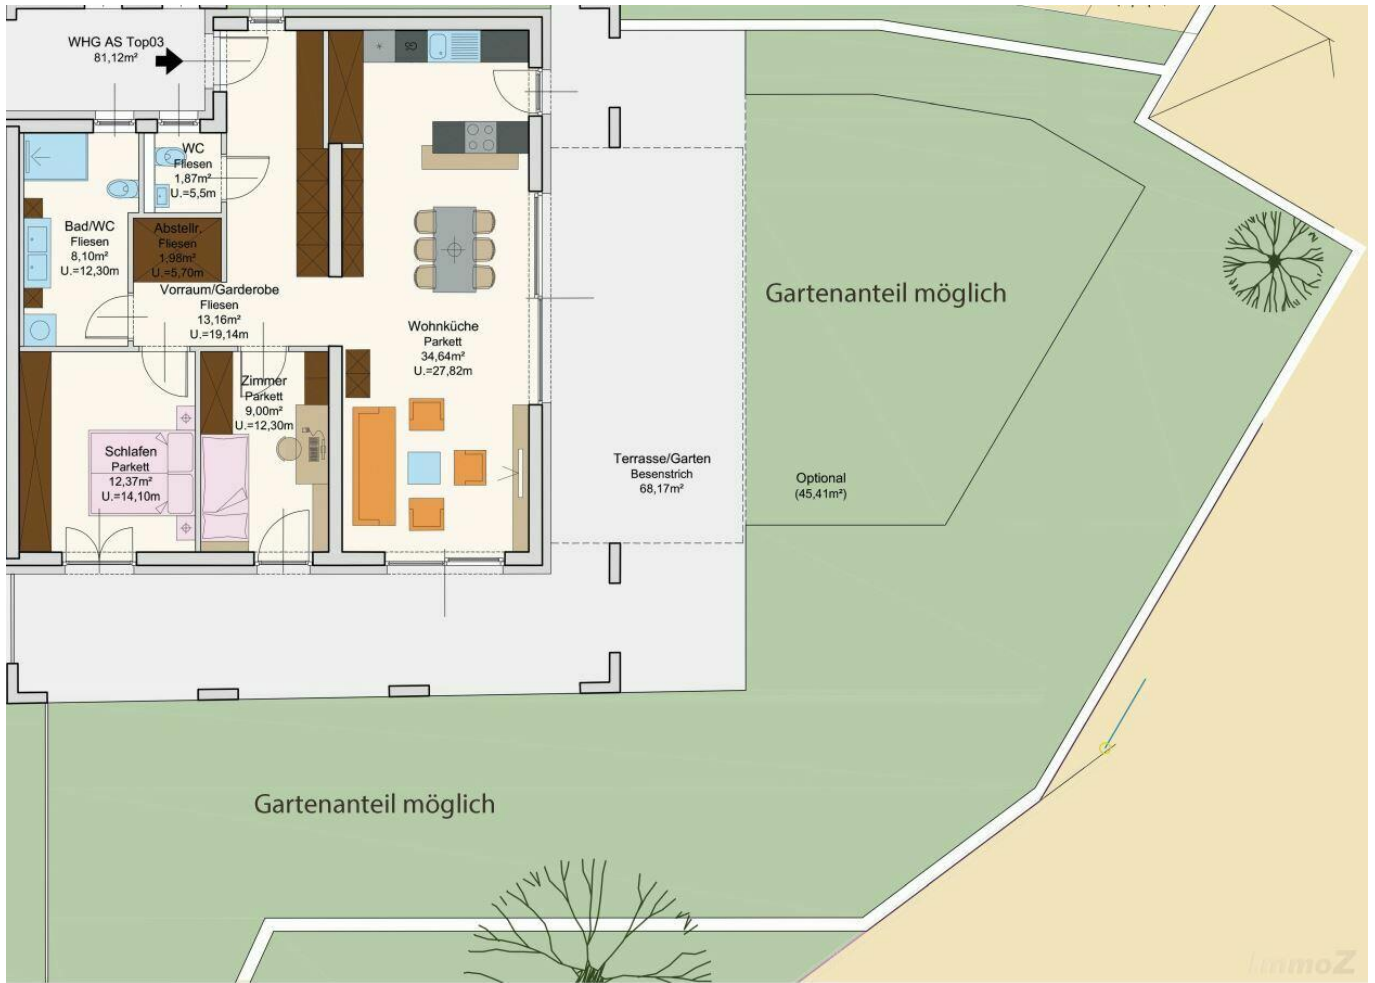 WHG AS Top03
81,12m²
GS
WC
Fliesen
1,87m²
U.=5,5m
Bad/WC
Fliesen
8,10m²
U.=12,30m
Abstellr.
Fliesen
1,98m²
U.=5,70m
Vorraum/Garderobe
Fliesen
13,16m²
U.=19,14m
Wohnküche
Parkett
34,64m²
U.=27,82m
Zimmer
Parkett
9,00m²
U.=12,30m
Schlafen
Parkett
12,37m²
U.=14,10m
Terrasse/Garten
Besenstrich
68,17m²
Gartenanteil möglich
Optional
(45,41m²)
Gartenanteil möglich
ImmoZ